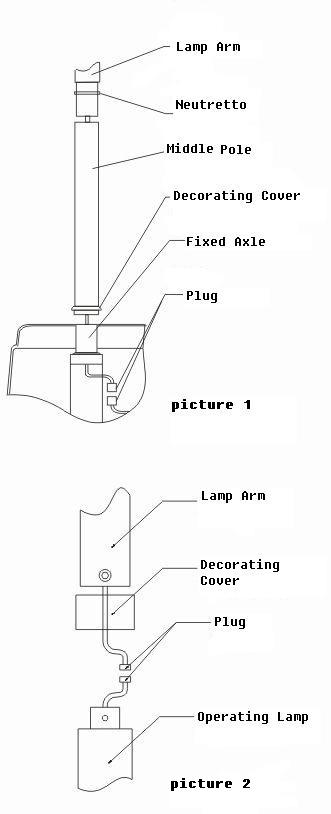 Lamp Arm
Neutretto
Middle Pole
Decorating Cover
Fixed Axle
Plug
picture 1
Lamp Arm
Decorating
Cover
Plug
Operating Lamp
picture 2